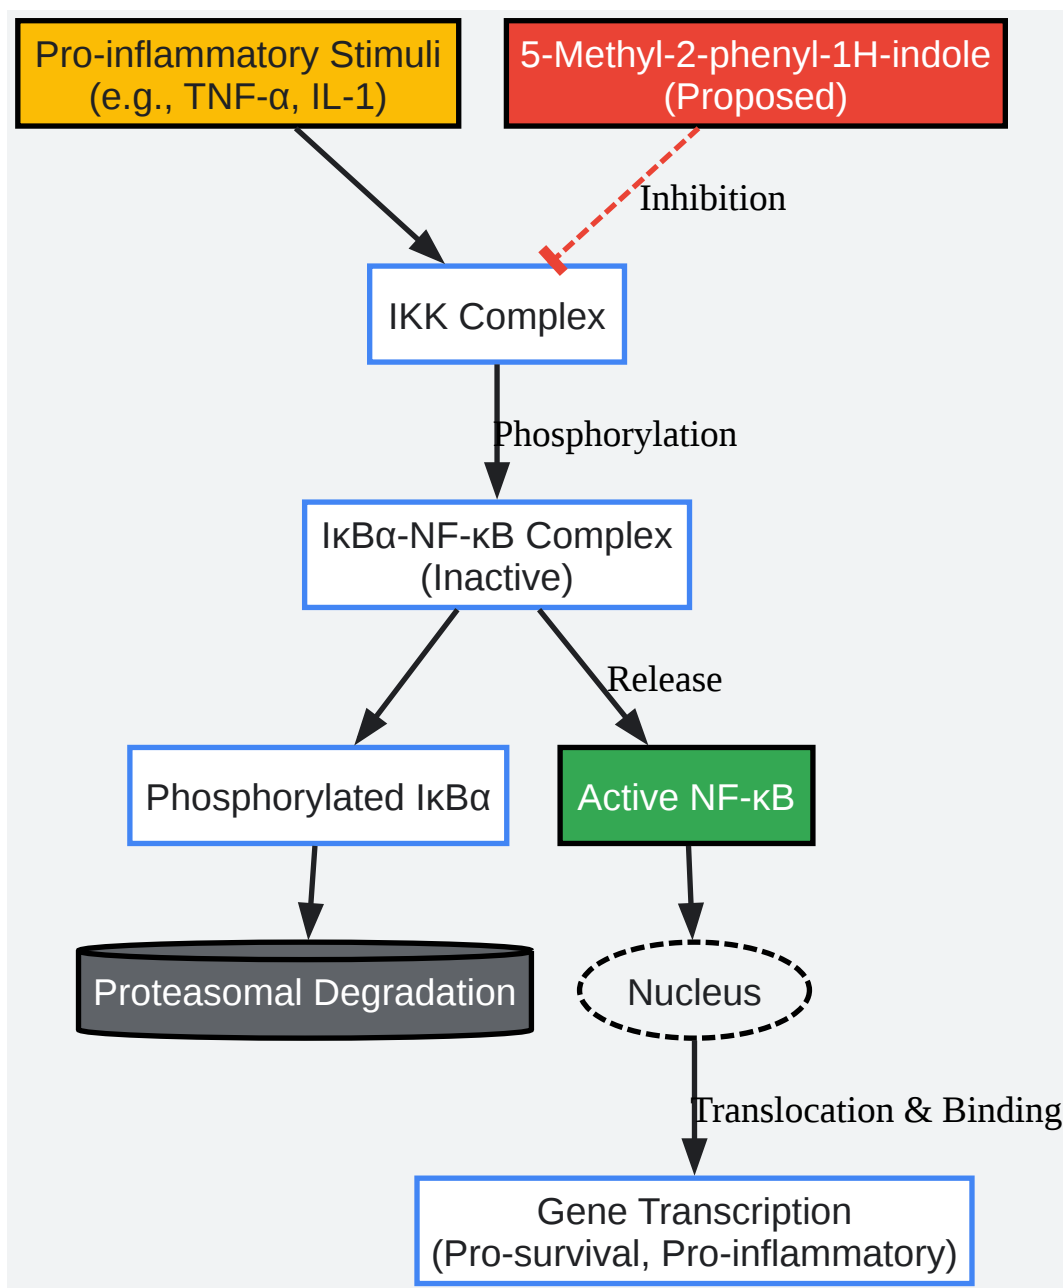 Pro-inflammatory Stimuli
(e.g., TNF-α, IL-1)
5-Methyl-2-phenyl-1H-indole
(Proposed)
Inhibition
IKK Complex
Phosphorylation
IκBα-NF-κB Complex
(Inactive)
Release
Phosphorylated IκBα
Active NF-κB
Proteasomal Degradation
Nucleus
Translocation & Binding
Gene Transcription
(Pro-survival, Pro-inflammatory)